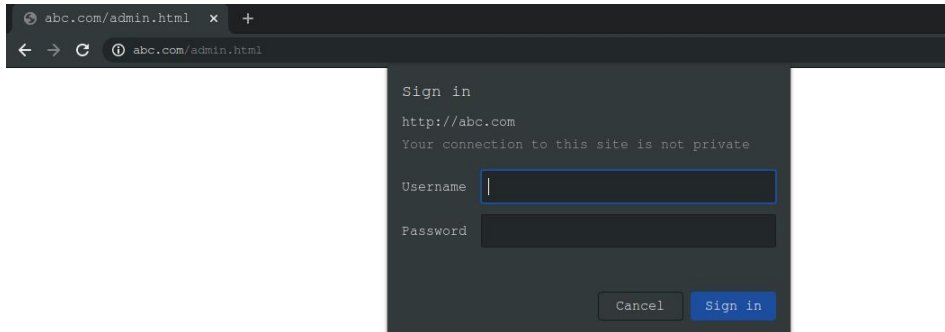 abc.com/admin.html × +
abc.com/admin.html
Sign in
http://abc.com
Your connection to this site is not private
Username
Password
Cancel Sign in